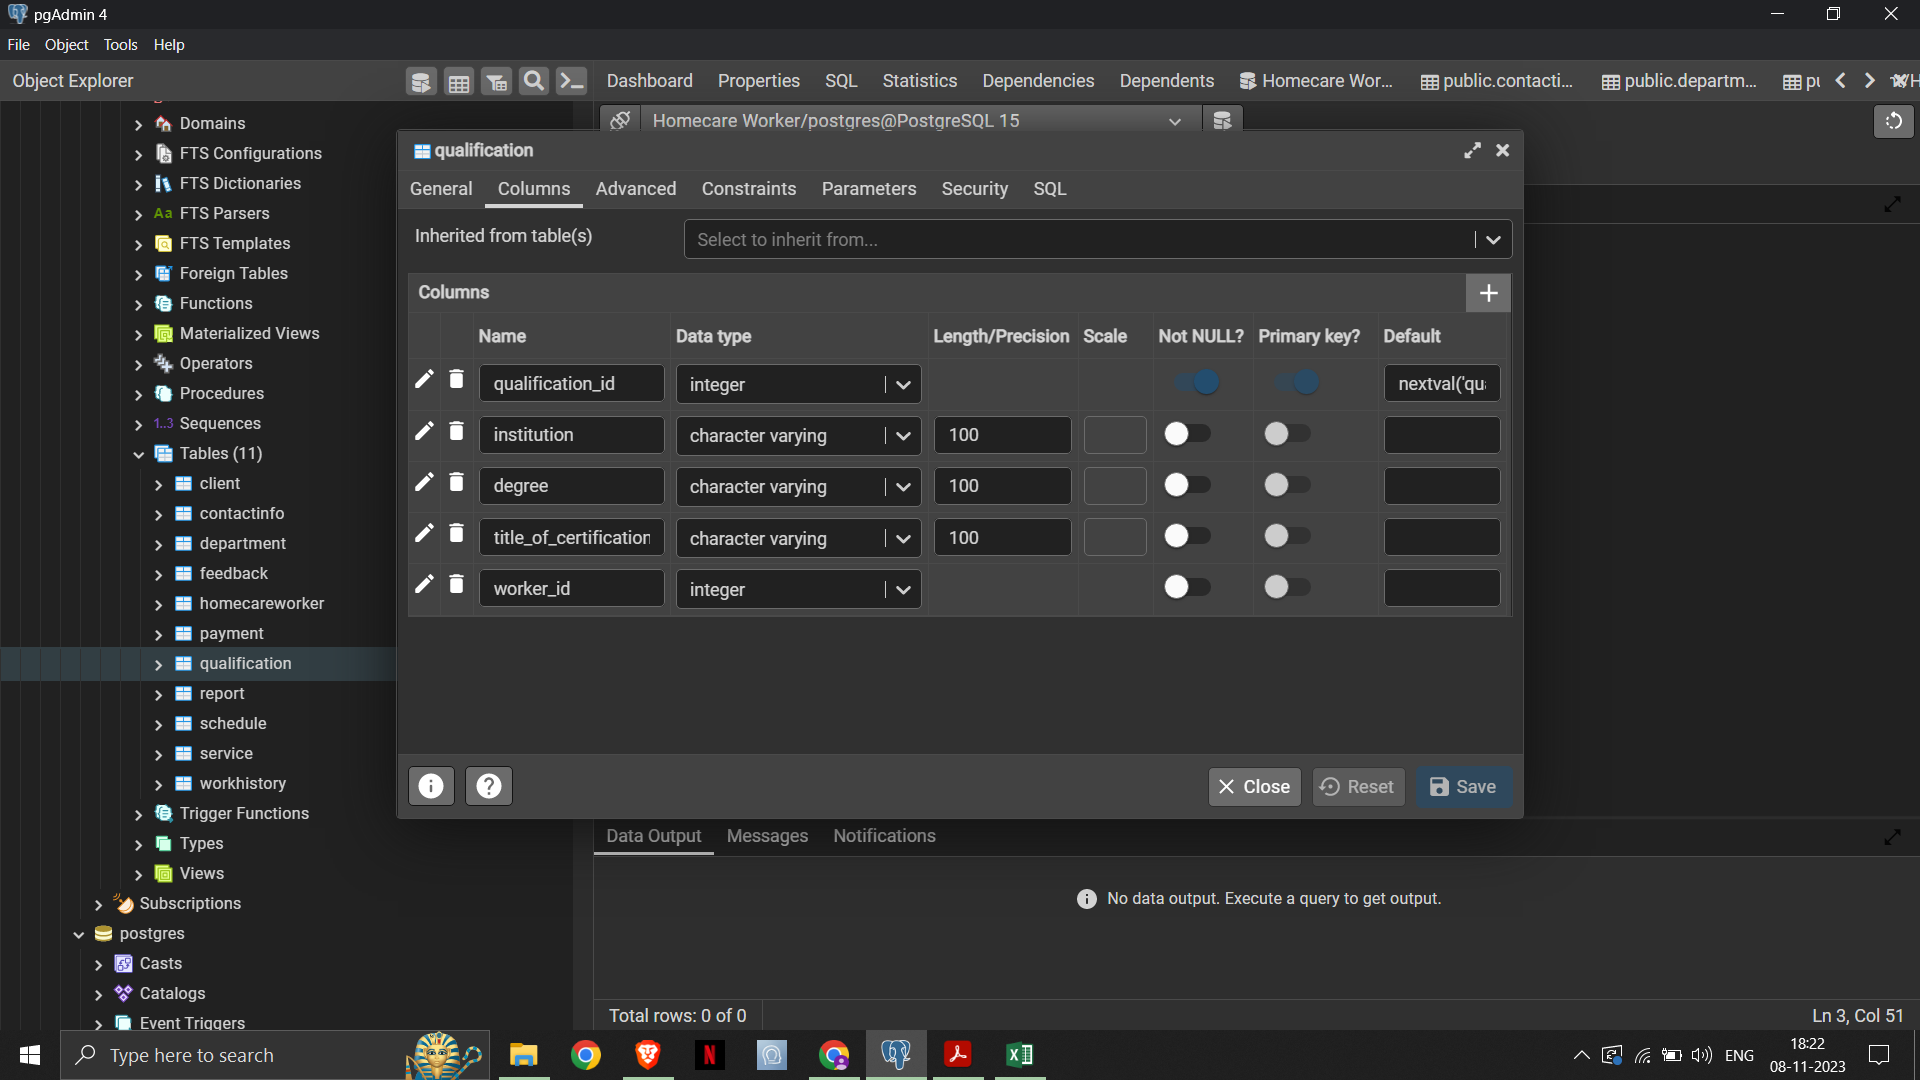 pgAdmin 4
File Object Tools Help
Object Explorer
Dashboard Properties SQL Statistics Dependencies Dependents Homecare Wor... public.contacti... public.departm...
Homecare Worker/postgres@PostgreSQL 15
Domains
FTS Configurations
FTS Dictionaries
Aa FTS Parsers
FTS Templates
Foreign Tables
Functions
Materialized Views
Operators
Procedures
1..3 Sequences
Tables (11)
client
contactinfo
department
feedback
homecareworker
payment
qualification
report
schedule
service
workhistory
Trigger Functions
Types
Views
Subscriptions
postgres
Casts
Catalogs
Event Triggers
qualification
General Columns Advanced Constraints Parameters Security SQL
Inherited from table(s) Select to inherit from...
Columns
Name Data type Length/Precision Scale Not NULL? Primary key? Default
qualification_id integer nextval('qu
institution character varying 100
degree character varying 100
title_of_certification character varying 100
worker_id integer
Close Reset Save
Data Output Messages Notifications
No data output. Execute a query to get output.
Total rows: 0 of 0 Ln 3, Col 51
Type here to search
ENG
18:22
08-11-2023